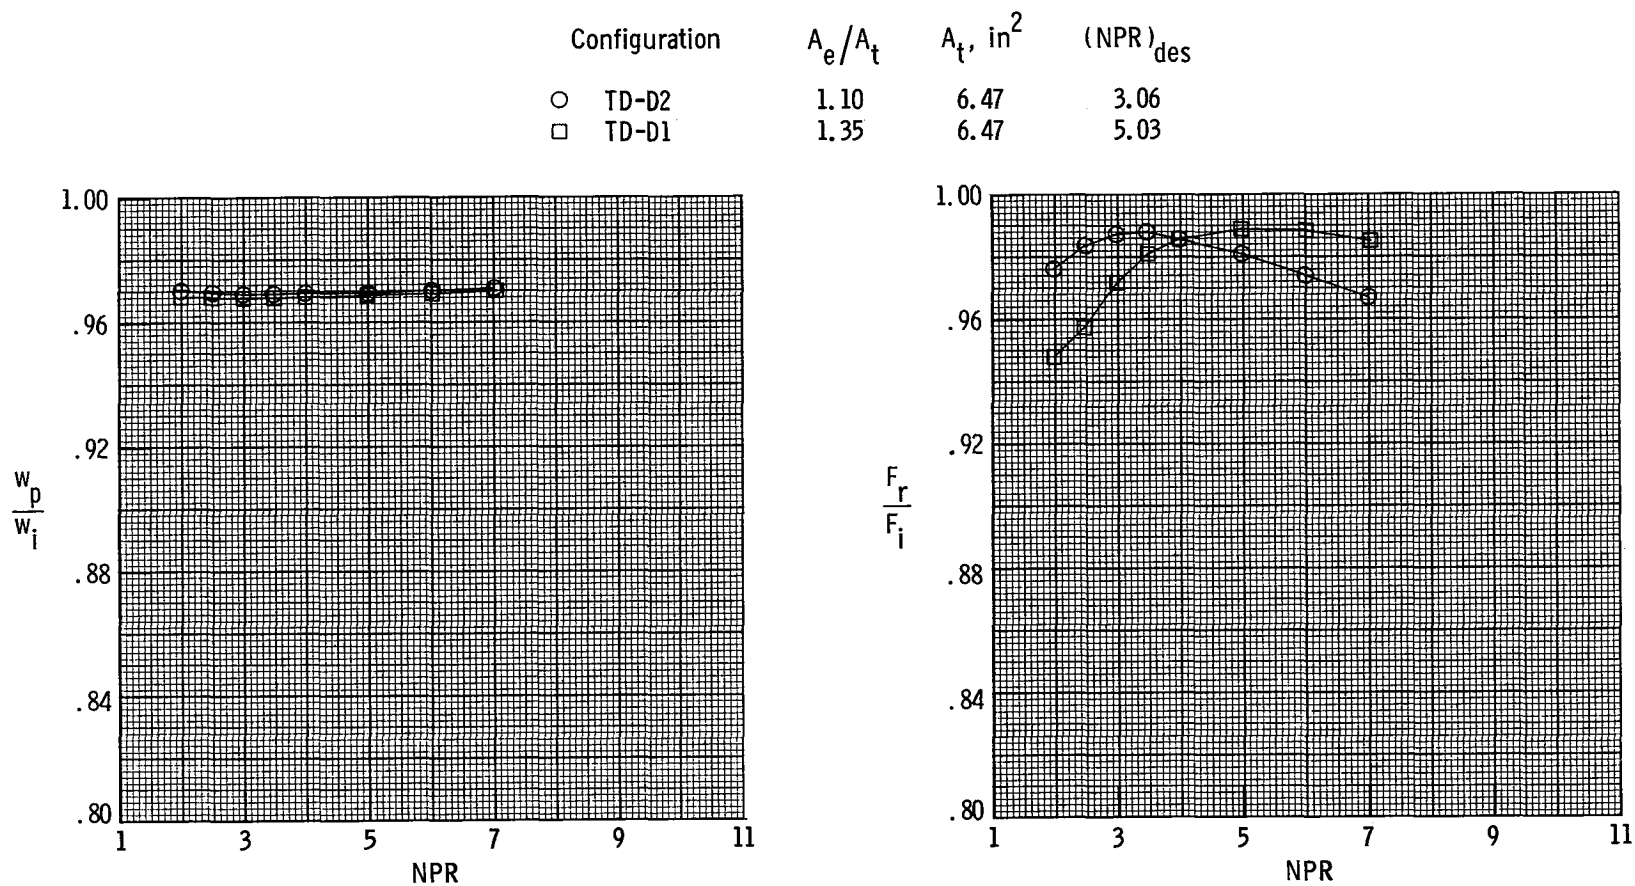 Configuration A_e/A_t A_t, in^2 (NPR)_des
TD-D2 1.10 6.47 3.06
TD-D1 1.35 6.47 5.03
1.00
.96
.92
.88
.84
.80
w_p
w_i
1 3 5 7 9 11
NPR
1.00
.96
.92
.88
.84
.80
F_r
F_i
1 3 5 7 9 11
NPR